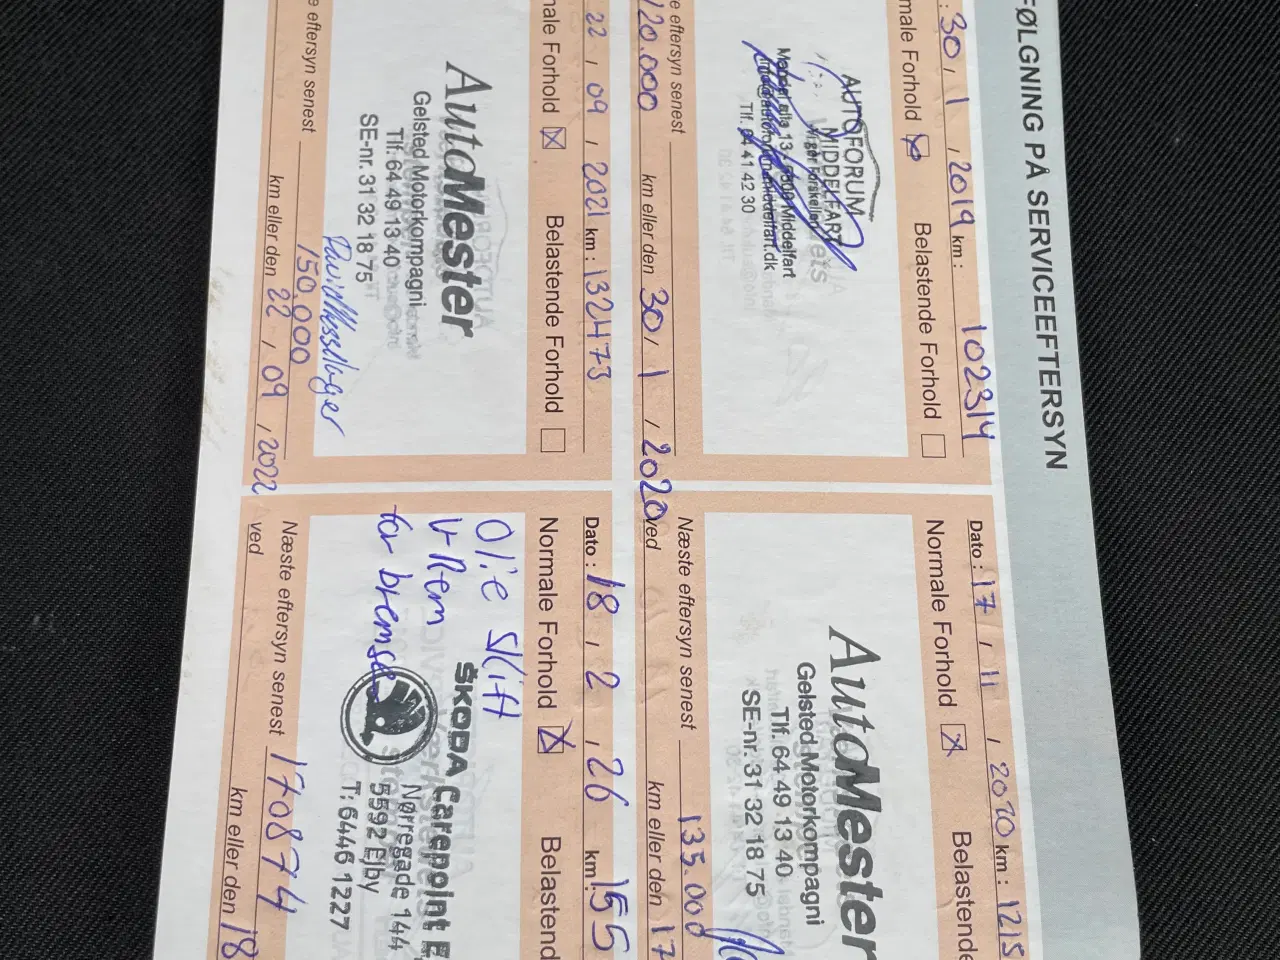 FØLGNING PÅ SERVICEEFTERSYN
: 30 / 1 / 2019 km : 102314
male Forhold ☒ Belastende Forhold ☐
AUTOFORUM
MIDDELFART
Tlf. 64 41 42 30
e eftersyn senest
120.000 km eller den 30 / 1 / 2020
Dato : 17 / 11 / 2020 km : 1215
Normale Forhold ☒ Belastende
AutoMester
Gelsted Motorkompagni
Tlf. 64 49 13 40
SE-nr. 31 32 18 75
Næste eftersyn senest 135.000
ved km eller den 17
22 / 09 / 2021 km : 132473
ale Forhold ☒ Belastende Forhold ☐
AutoMester
Gelsted Motorkompagni
Tlf. 64 49 13 40
SE-nr. 31 32 18 75
e eftersyn senest 150.000
km eller den 22 / 09 / 2022
Dato : 18 / 2 / 26 km : 155
Normale Forhold ☒ Belastend
Olie skift
V Rem
for bremse
ŠKODA Carepoint E
Nørregade 144
5592 Ejby
T: 6446 1227
Næste eftersyn senest 170874
ved km eller den 18